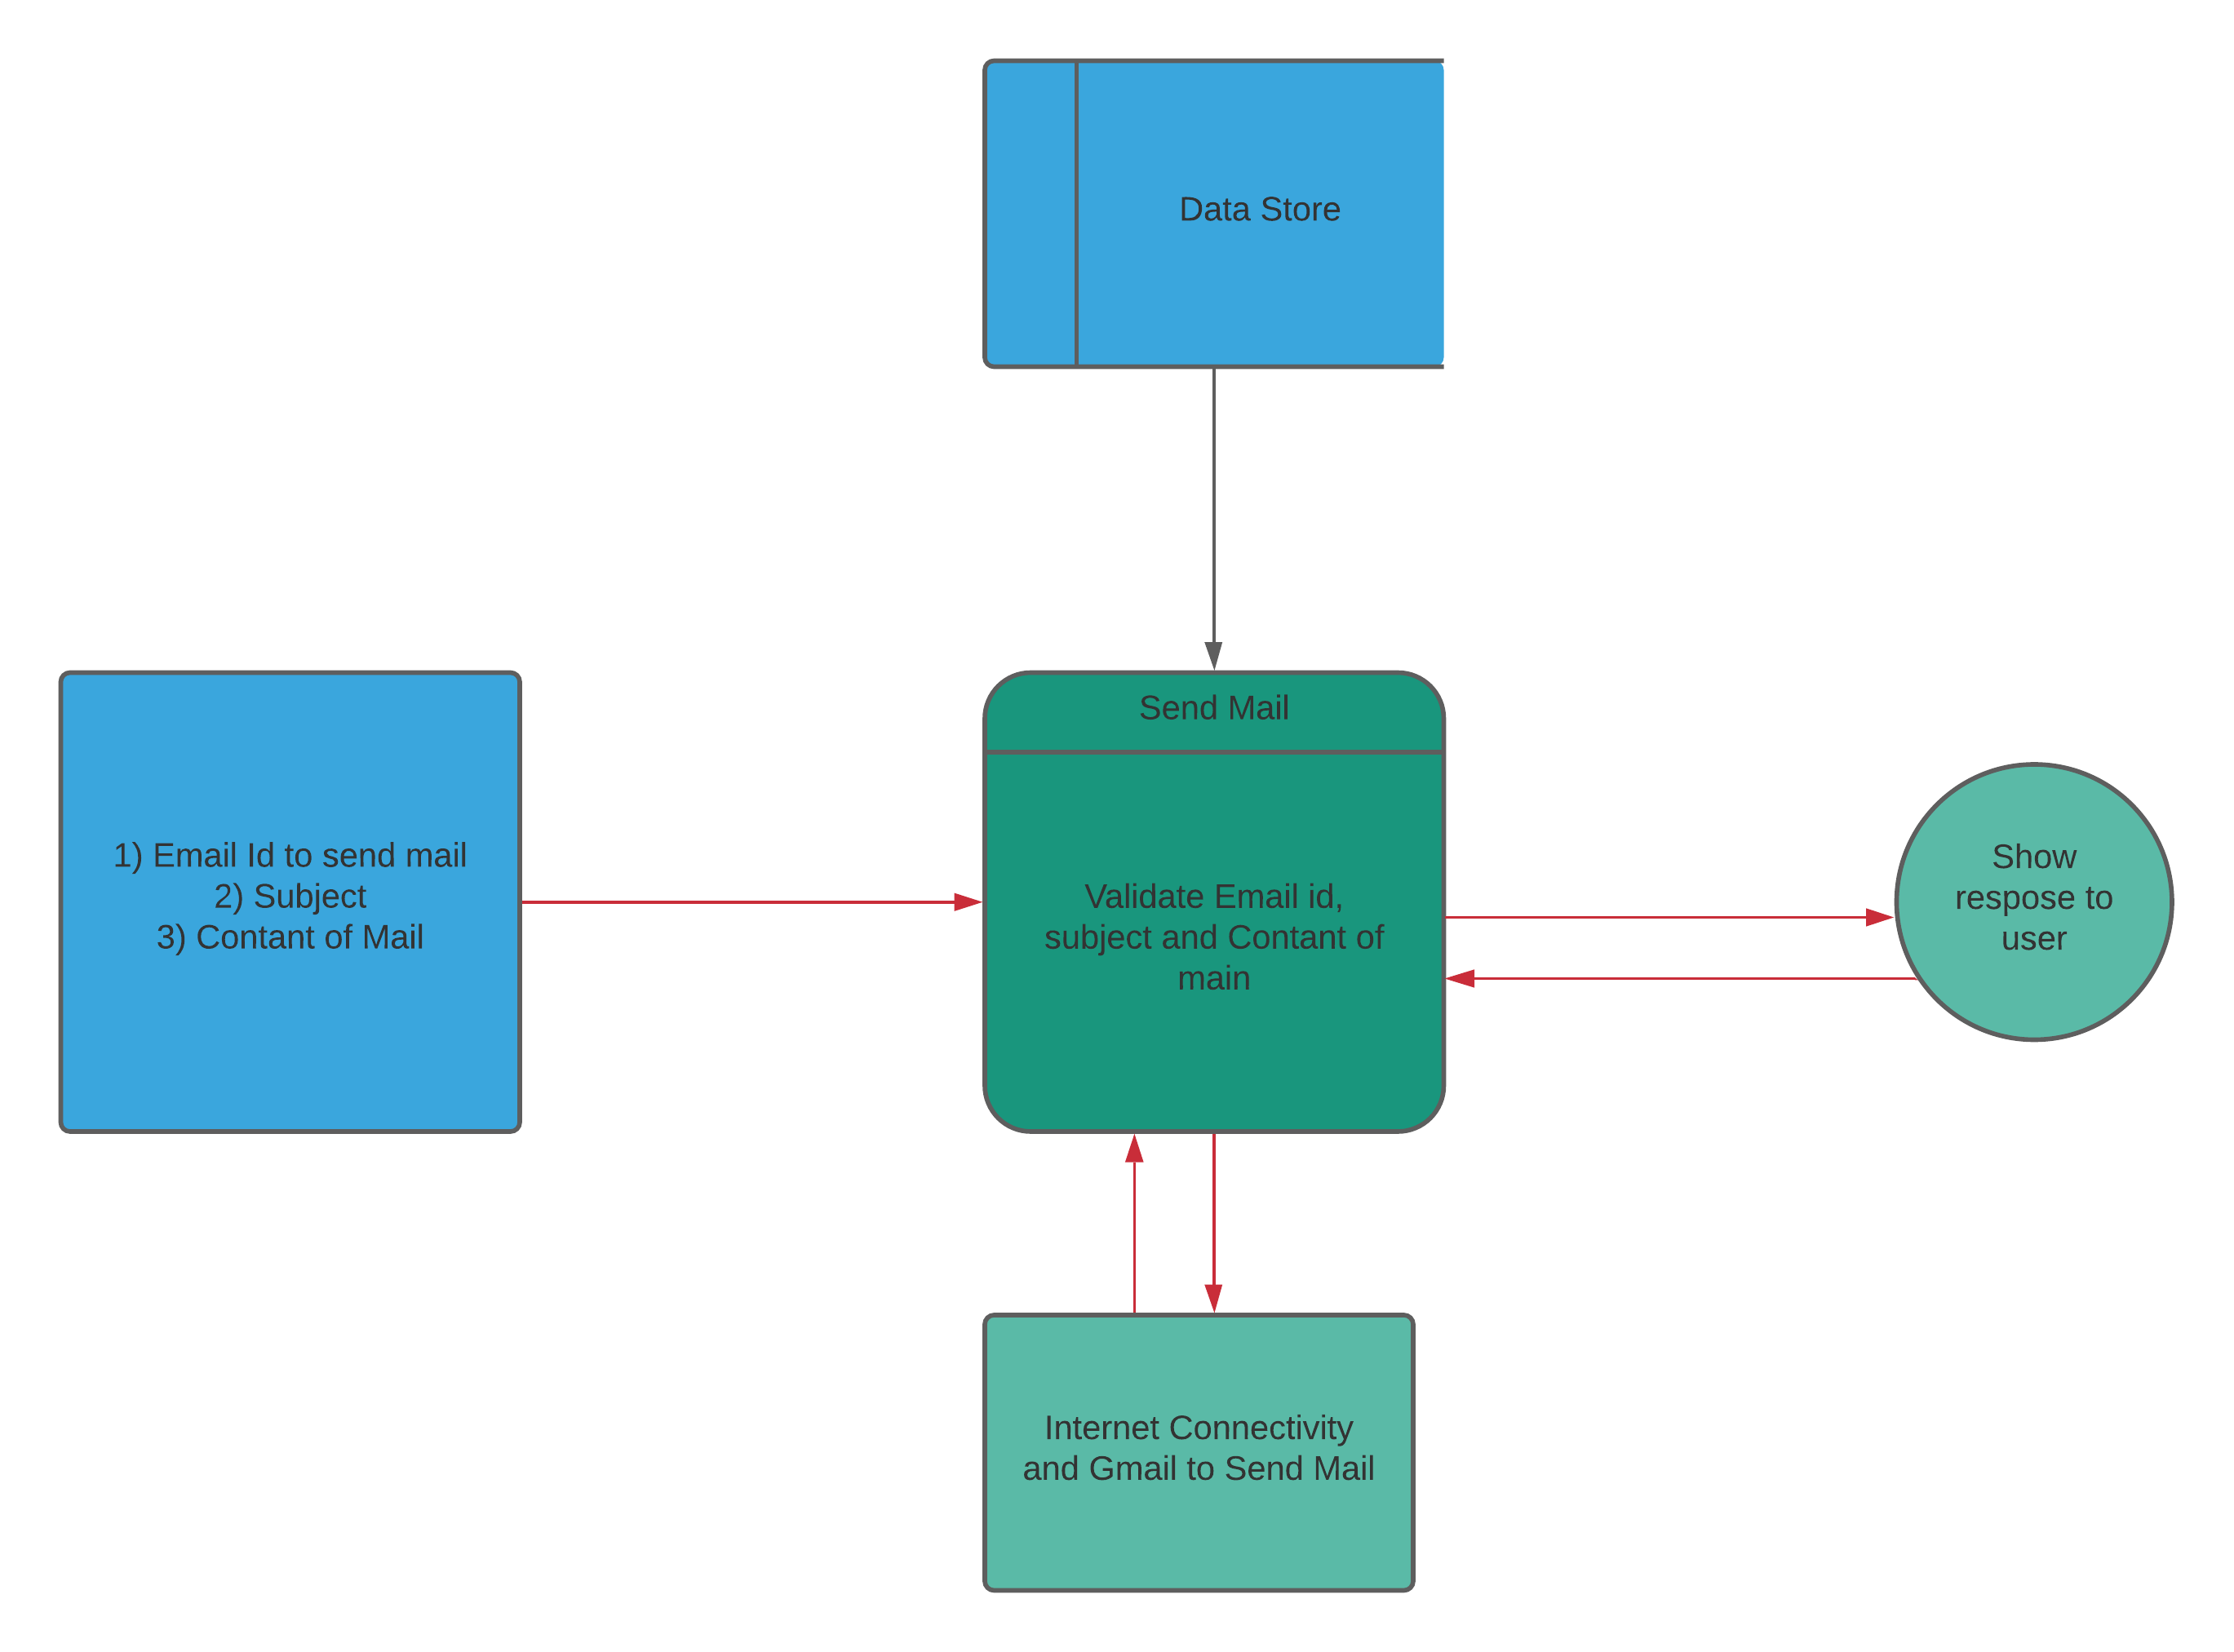 Data Store
Send Mail
1) Email Id to send mail
2) Subject
3) Contant of Mail
Validate Email id,
subject and Contant of
main
Show
respose to
user
Internet Connectivity
and Gmail to Send Mail